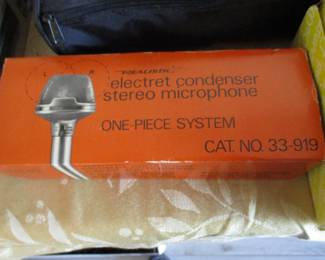 L R
REALISTIC
electret condenser
stereo microphone
ONE-PIECE SYSTEM
CAT. NO. 33-919